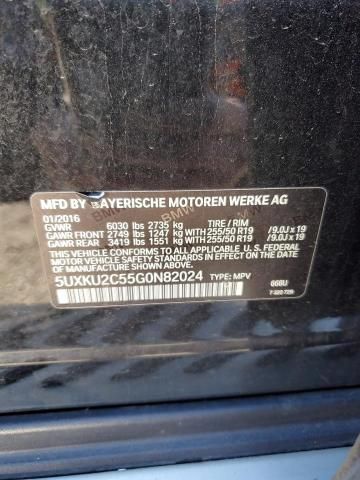 MFD BY BAYERISCHE MOTOREN WERKE AG
01/2016
GVWR 6030 lbs 2735 kg TIRE / RIM
GAWR FRONT 2749 lbs 1247 kg WITH 255/50 R19 /9.0J x 19
GAWR REAR 3419 lbs 1551 kg WITH 255/50 R19 /9.0J x 19
THIS VEHICLE CONFORMS TO ALL APPLICABLE U. S. FEDERAL
MOTOR VEHICLE SAFETY STANDARDS IN EFFECT
ON THE DATE OF MANUFACTURE SHOWN ABOVE.
5UXKU2C55G0N82024 TYPE: MPV 666U